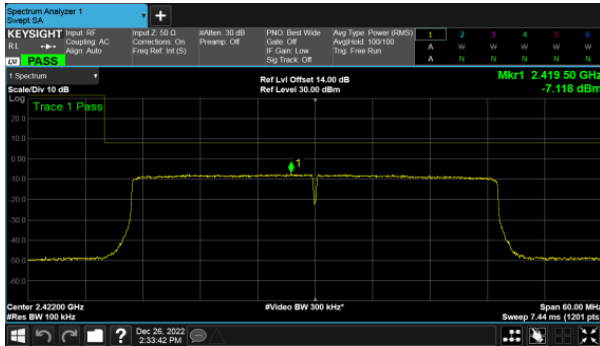 Spectrum Analyzer 1
Swept SA
KEYSIGHT Input: RF Input Z: 50 Ω #Atten: 30 dB PNO: Best Wide Avg Type: Power (RMS) 1 2 3 4 5 6
RL Coupling: AC Corrections: On Preamp: Off Gate: Off Avg|Hold: 100/100 A W W W W W
Align: Auto Freq Ref: Int (S) IF Gain: Low Trig: Free Run
LXI PASS Sig Track: Off A N N N N N
1 Spectrum
Scale/Div 10 dB Ref Lvl Offset 14.00 dB Mkr1 2.419 50 GHz
Ref Level 30.00 dBm -7.118 dBm
Log
Trace 1 Pass
20.0
10.0
0.00
1
-10.0
-20.0
-30.0
-40.0
-50.0
-60.0
Center 2.42200 GHz #Video BW 300 kHz* Span 60.00 MHz
#Res BW 100 kHz Sweep 7.44 ms (1201 pts)
? Dec 26, 2022
2:33:42 PM